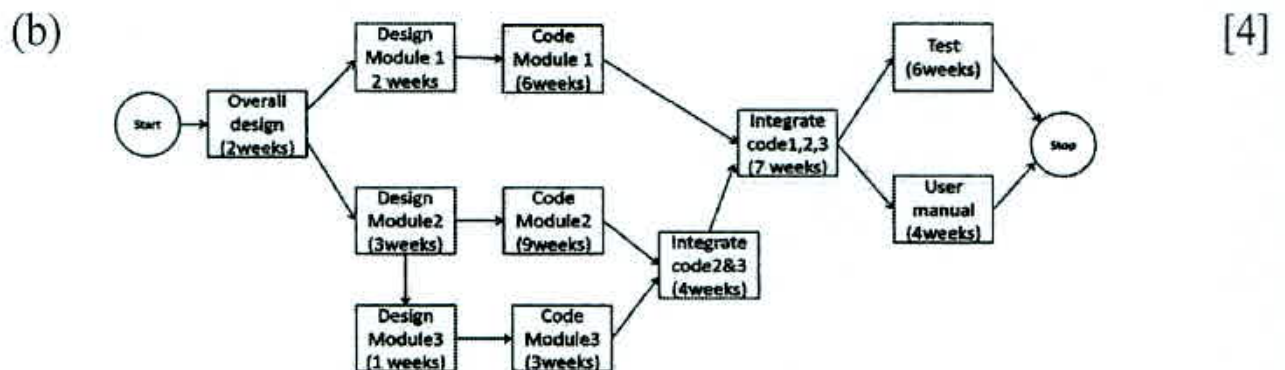 (b)
[4]
Start
Overall
design
(2weeks)
Design
Module 1
2 weeks
Code
Module 1
(6weeks)
Design
Module2
(3weeks)
Code
Module2
(9weeks)
Design
Module3
(1 weeks)
Code
Module3
(3weeks)
Integrate
code2&3
(4weeks)
Integrate
code1,2,3
(7 weeks)
Test
(6weeks)
User
manual
(4weeks)
Stop